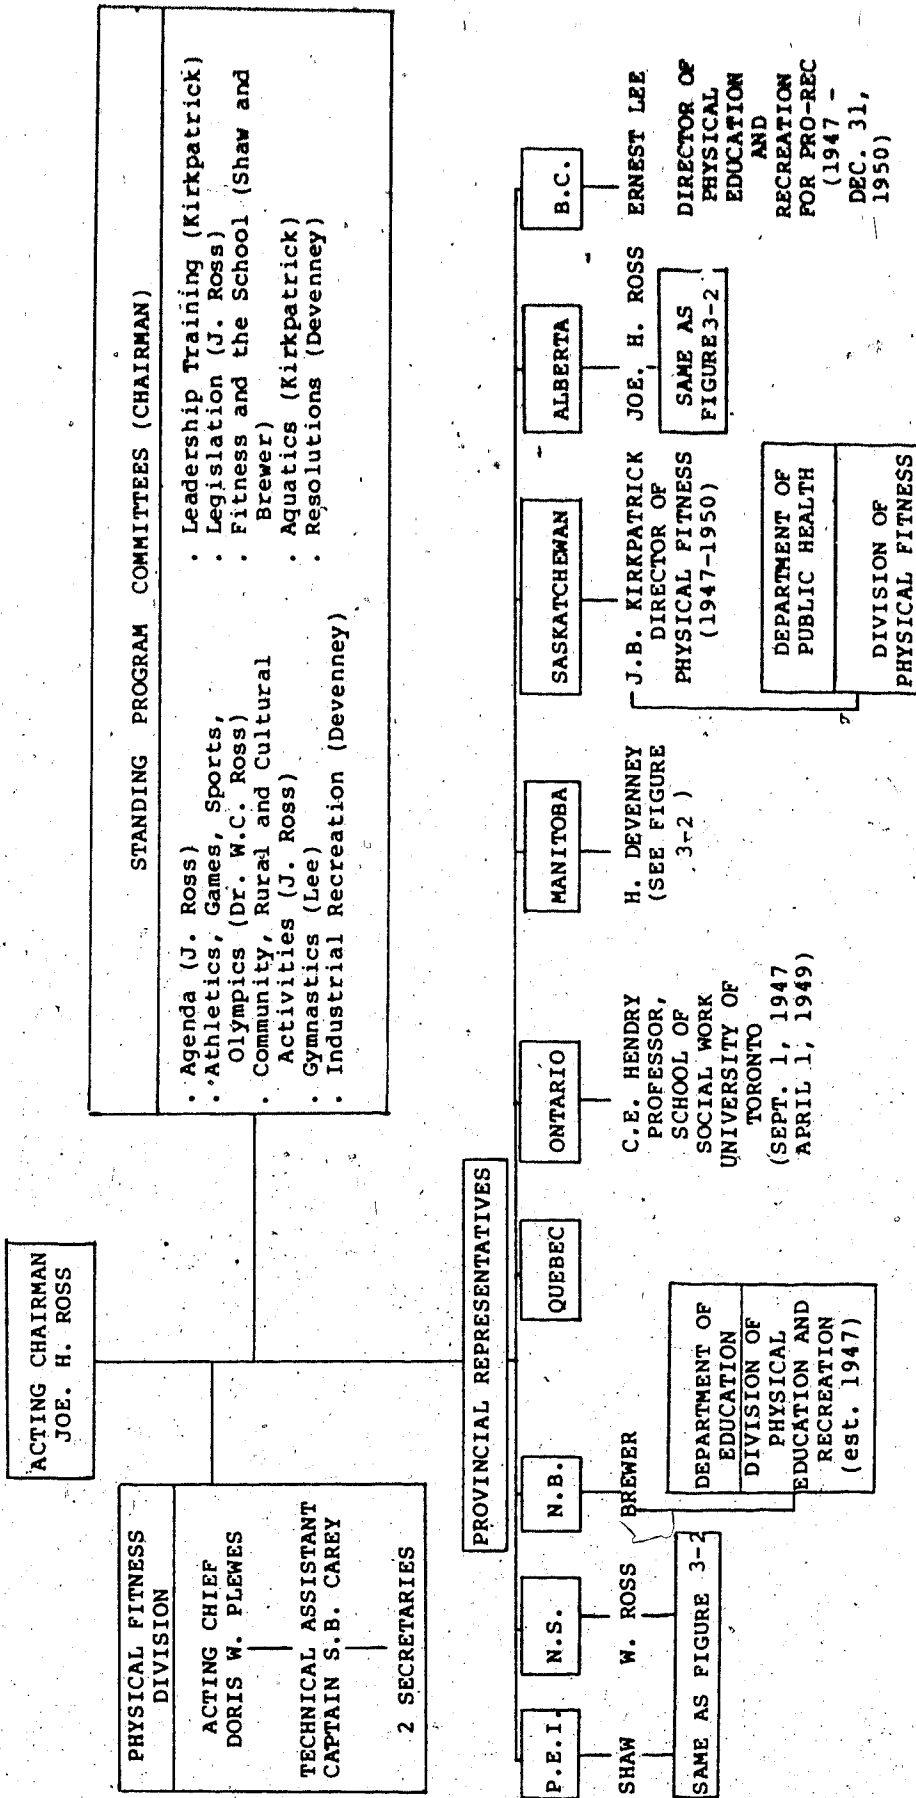 ACTING CHAIRMAN
JOE. H. ROSS
PHYSICAL FITNESS
DIVISION
ACTING CHIEF
DORIS W. PLEWES
TECHNICAL ASSISTANT
CAPTAIN S.B. CAREY
2 SECRETARIES
STANDING PROGRAM COMMITTEES (CHAIRMAN)
. Agenda (J. Ross)
. Athletics, Games, Sports,
Olympics (Dr. W.C. Ross)
. Community, Rural and Cultural
Activities (J. Ross)
. Gymnastics (Lee)
. Industrial Recreation (Devenney)
. Leadership Training (Kirkpatrick)
. Legislation (J. Ross)
. Fitness and the School (Shaw and
Brewer)
. Aquatics (Kirkpatrick)
. Resolutions (Devenney)
PROVINCIAL REPRESENTATIVES
P.E.I.
SHAW
N.S.
W. ROSS
SAME AS FIGURE 3-2
N.B.
BREWER
DEPARTMENT OF
EDUCATION
DIVISION OF
PHYSICAL
EDUCATION AND
RECREATION
(est. 1947)
QUEBEC
ONTARIO
C.E. HENDRY
PROFESSOR,
SCHOOL OF
SOCIAL WORK
UNIVERSITY OF
TORONTO
(SEPT. 1, 1947
APRIL 1, 1949)
MANITOBA
H. DEVENNEY
(SEE FIGURE
3-2 )
SASKATCHEWAN
J.B. KIRKPATRICK
DIRECTOR OF
PHYSICAL FITNESS
(1947-1950)
DEPARTMENT OF
PUBLIC HEALTH
DIVISION OF
PHYSICAL FITNESS
ALBERTA
JOE. H. ROSS
SAME AS
FIGURE3-2
B.C.
ERNEST LEE
DIRECTOR OF
PHYSICAL
EDUCATION
AND
RECREATION
FOR PRO-REC
(1947 -
DEC. 31,
1950)